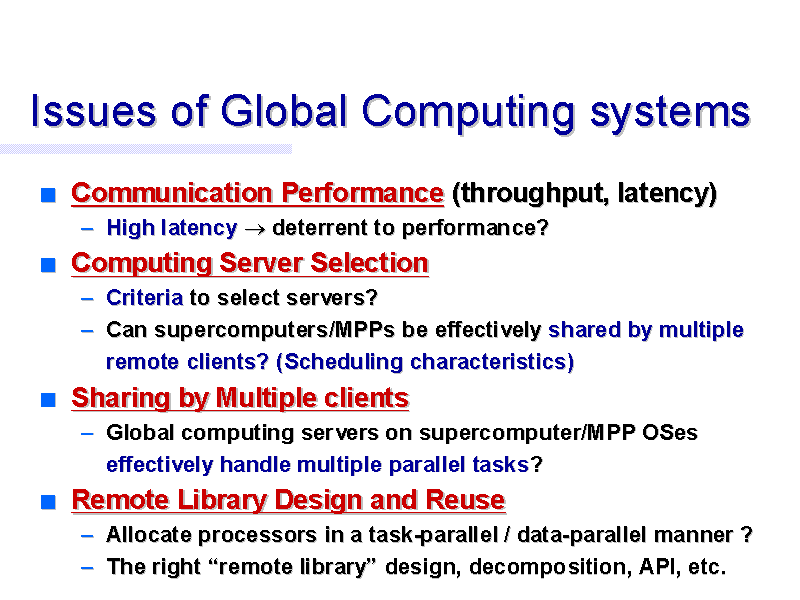 Issues of Global Computing systems
■ Communication Performance (throughput, latency)
– High latency → deterrent to performance?
■ Computing Server Selection
– Criteria to select servers?
– Can supercomputers/MPPs be effectively shared by multiple
remote clients? (Scheduling characteristics)
■ Sharing by Multiple clients
– Global computing servers on supercomputer/MPP OSes
effectively handle multiple parallel tasks?
■ Remote Library Design and Reuse
– Allocate processors in a task-parallel / data-parallel manner ?
– The right “remote library” design, decomposition, API, etc.